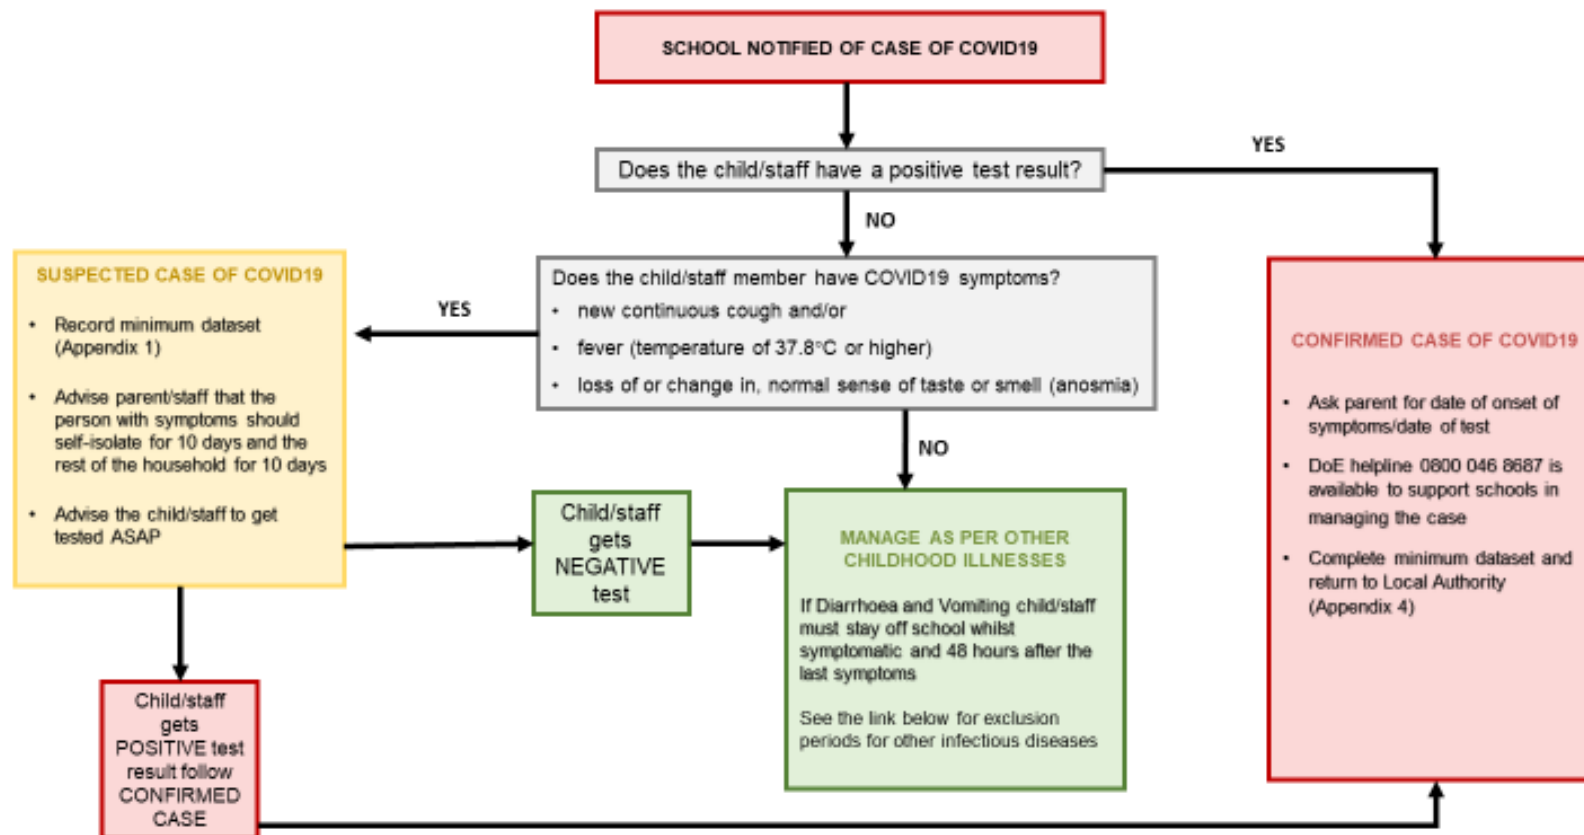 SCHOOL NOTIFIED OF CASE OF COVID19
Does the child/staff have a positive test result?
YES
NO
SUSPECTED CASE OF COVID19
• Record minimum dataset
(Appendix 1)
• Advise parent/staff that the
person with symptoms should
self-isolate for 10 days and the
rest of the household for 10 days
• Advise the child/staff to get
tested ASAP
YES
Does the child/staff member have COVID19 symptoms?
• new continuous cough and/or
• fever (temperature of 37.8°C or higher)
• loss of or change in, normal sense of taste or smell (anosmia)
NO
CONFIRMED CASE OF COVID19
• Ask parent for date of onset of
symptoms/date of test
• DoE helpline 0800 046 8687 is
available to support schools in
managing the case
• Complete minimum dataset and
return to Local Authority
(Appendix 4)
Child/staff
gets
NEGATIVE
test
MANAGE AS PER OTHER
CHILDHOOD ILLNESSES
If Diarrhoea and Vomiting child/staff
must stay off school whilst
symptomatic and 48 hours after the
last symptoms
See the link below for exclusion
periods for other infectious diseases
Child/staff
gets
POSITIVE test
result follow
CONFIRMED
CASE